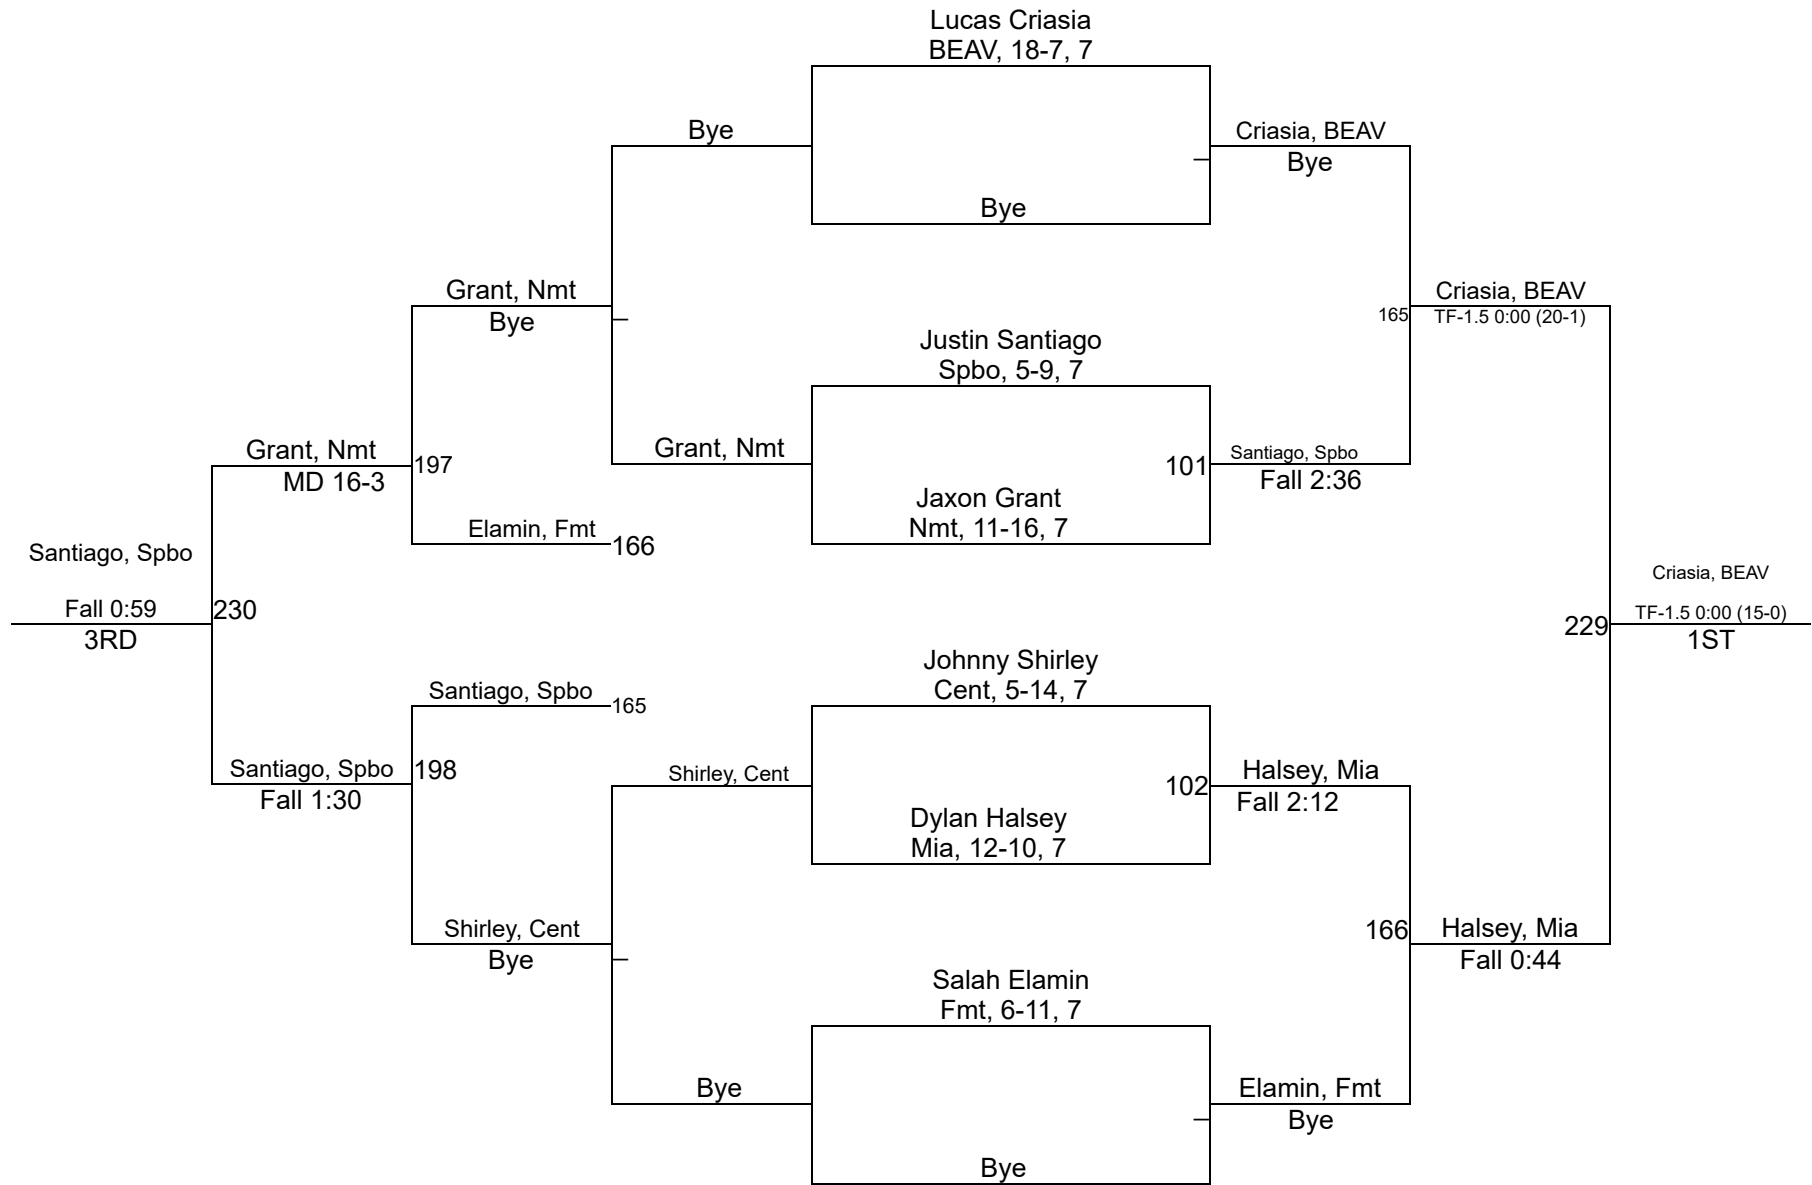 Lucas Criasia
BEAV, 18-7, 7
Bye
Criasia, BEAV
Bye
Bye
Grant, Nmt
Bye
Criasia, BEAV
165
TF-1.5 0:00 (20-1)
Justin Santiago
Spbo, 5-9, 7
Grant, Nmt
MD 16-3
197
Grant, Nmt
101
Santiago, Spbo
Fall 2:36
Jaxon Grant
Nmt, 11-16, 7
Elamin, Fmt
166
Santiago, Spbo
Fall 0:59
3RD
230
Criasia, BEAV
229
TF-1.5 0:00 (15-0)
1ST
Johnny Shirley
Cent, 5-14, 7
Santiago, Spbo
165
Santiago, Spbo
Fall 1:30
198
Shirley, Cent
102
Halsey, Mia
Fall 2:12
Dylan Halsey
Mia, 12-10, 7
Shirley, Cent
Bye
166
Halsey, Mia
Fall 0:44
Salah Elamin
Fmt, 6-11, 7
Bye
Elamin, Fmt
Bye
Bye